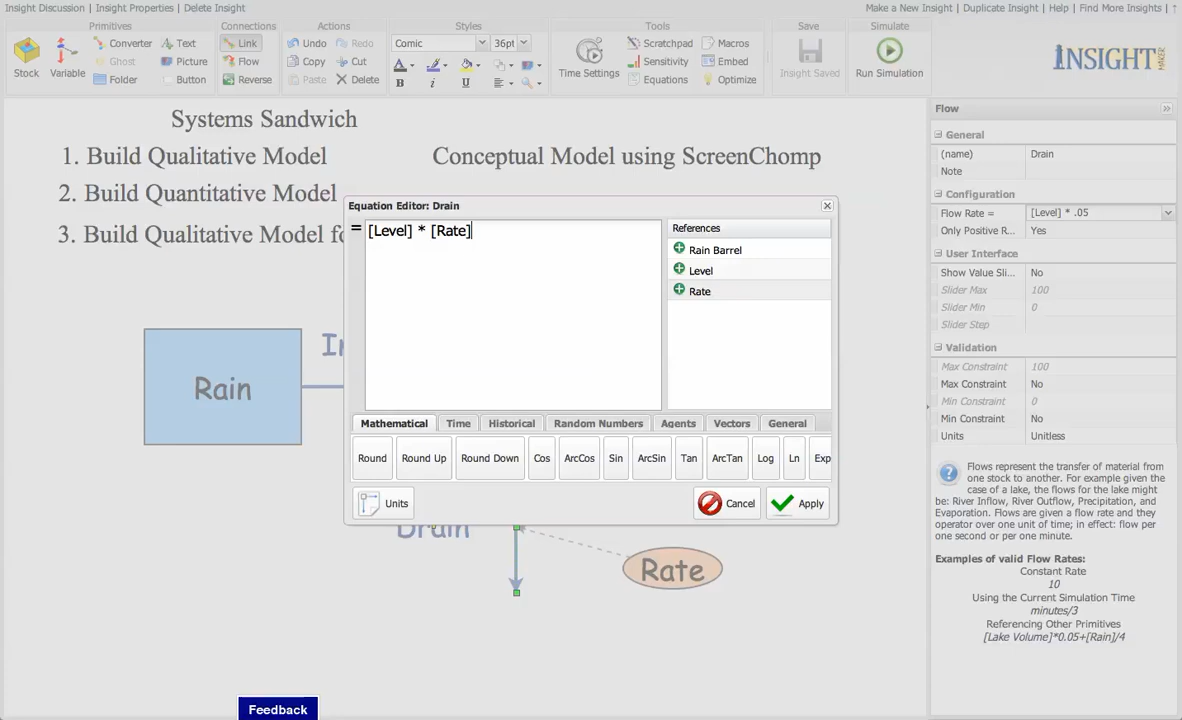 Insight Discussion | Insight Properties | Delete Insight
Make a New Insight | Duplicate Insight | Help | Find More Insights | ↑
Primitives
Connections
Actions
Styles
Tools
Save
Simulate
Stock
Variable
Converter
Text
Ghost
Picture
Folder
Button
Link
Flow
Reverse
Undo
Redo
Copy
Cut
Paste
Delete
Comic
36pt
B i U
Time Settings
Scratchpad
Macros
Sensitivity
Embed
Equations
Optimize
Insight Saved
Run Simulation
INSIGHT
MAKER
Systems Sandwich
1. Build Qualitative Model
Conceptual Model using ScreenChomp
2. Build Quantitative Model
3. Build Qualitative Model fo
Rain
Drain
Rate
Equation Editor: Drain
= [Level] * [Rate]
References
Rain Barrel
Level
Rate
Mathematical Time Historical Random Numbers Agents Vectors General
Round Round Up Round Down Cos ArcCos Sin ArcSin Tan ArcTan Log Ln Exp
Units
Cancel
Apply
Flow
General
(name) Drain
Note
Configuration
Flow Rate = [Level] * .05
Only Positive R... Yes
User Interface
Show Value Sli... No
Slider Max 100
Slider Min 0
Slider Step
Validation
Max Constraint 100
Max Constraint No
Min Constraint 0
Min Constraint No
Units Unitless
Flows represent the transfer of material from
one stock to another. For example given the
case of a lake, the flows for the lake might
be: River Inflow, River Outflow, Precipitation, and
Evaporation. Flows are given a flow rate and they
operator over one unit of time; in effect: flow per
one second or per one minute.
Examples of valid Flow Rates:
Constant Rate
10
Using the Current Simulation Time
minutes/3
Referencing Other Primitives
[Lake Volume]*0.05+[Rain]/4
Feedback